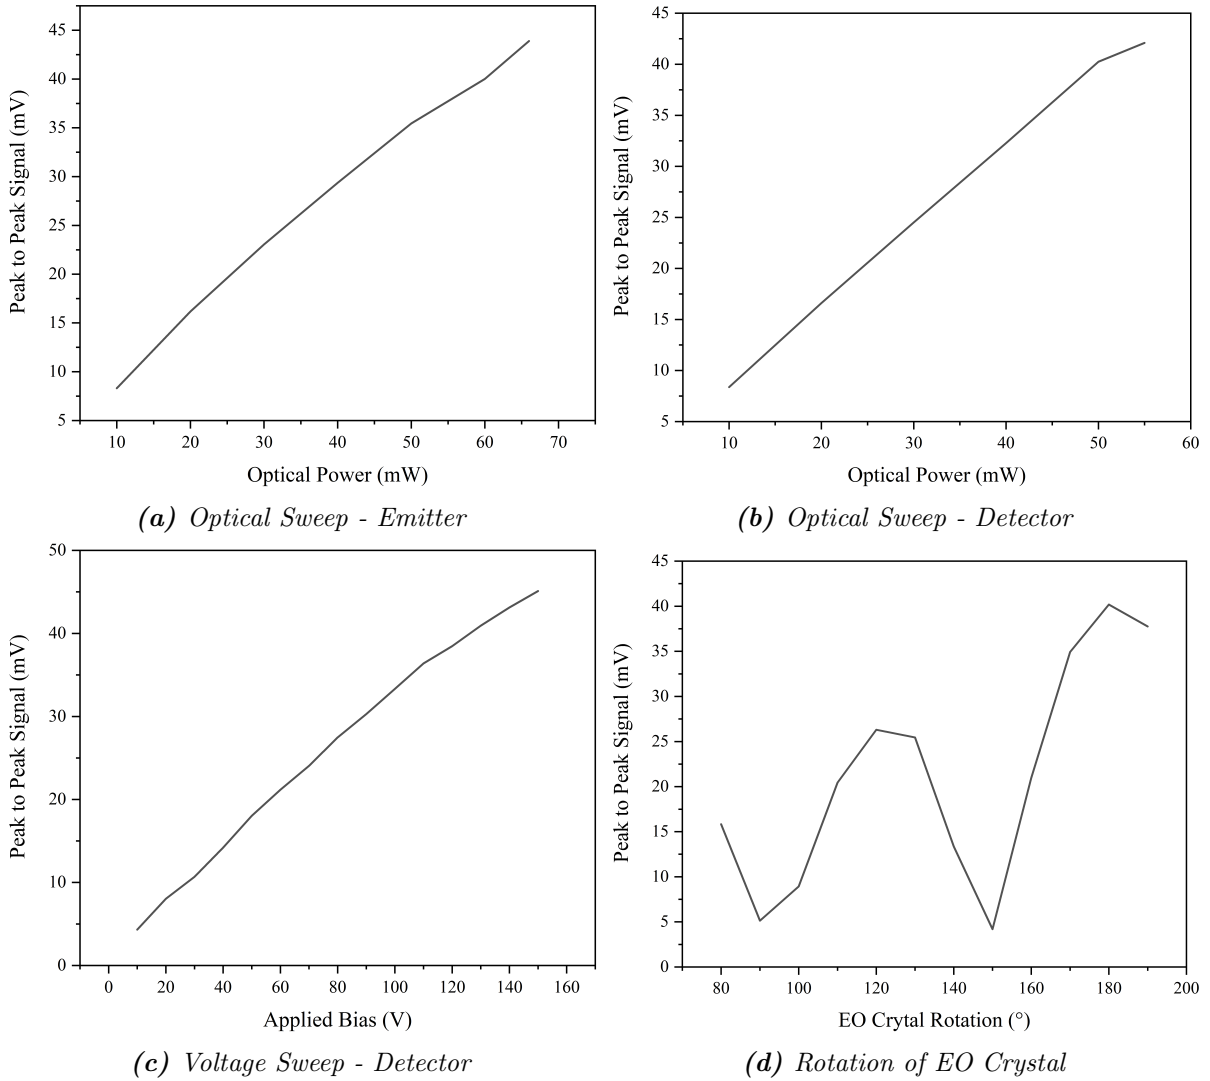 45
40
35
30
25
20
15
10
5
10 20 30 40 50 60 70
Peak to Peak Signal (mV)
Optical Power (mW)
(a) Optical Sweep - Emitter
45
40
35
30
25
20
15
10
5
10 20 30 40 50 60
Peak to Peak Signal (mV)
Optical Power (mW)
(b) Optical Sweep - Detector
50
40
30
20
10
0
0 20 40 60 80 100 120 140 160
Peak to Peak Signal (mV)
Applied Bias (V)
(c) Voltage Sweep - Detector
45
40
35
30
25
20
15
10
5
0
80 100 120 140 160 180 200
Peak to Peak Signal (mV)
EO Crytal Rotation (°)
(d) Rotation of EO Crystal